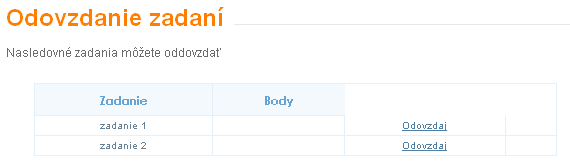 Odovzdanie zadaní
Nasledovné zadania môžete oddovzdať
Zadanie Body
zadanie 1 Odovzdaj
zadanie 2 Odovzdaj